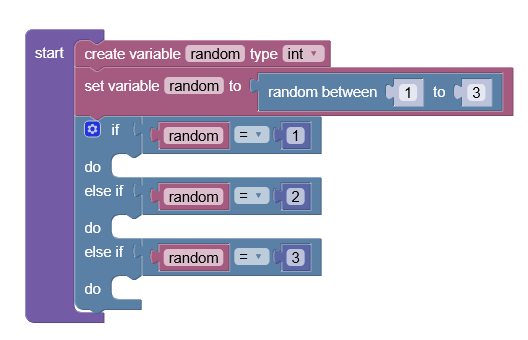 start create variable random type int
set variable random to random between 1 to 3
if random = 1
do
else if random = 2
do
else if random = 3
do